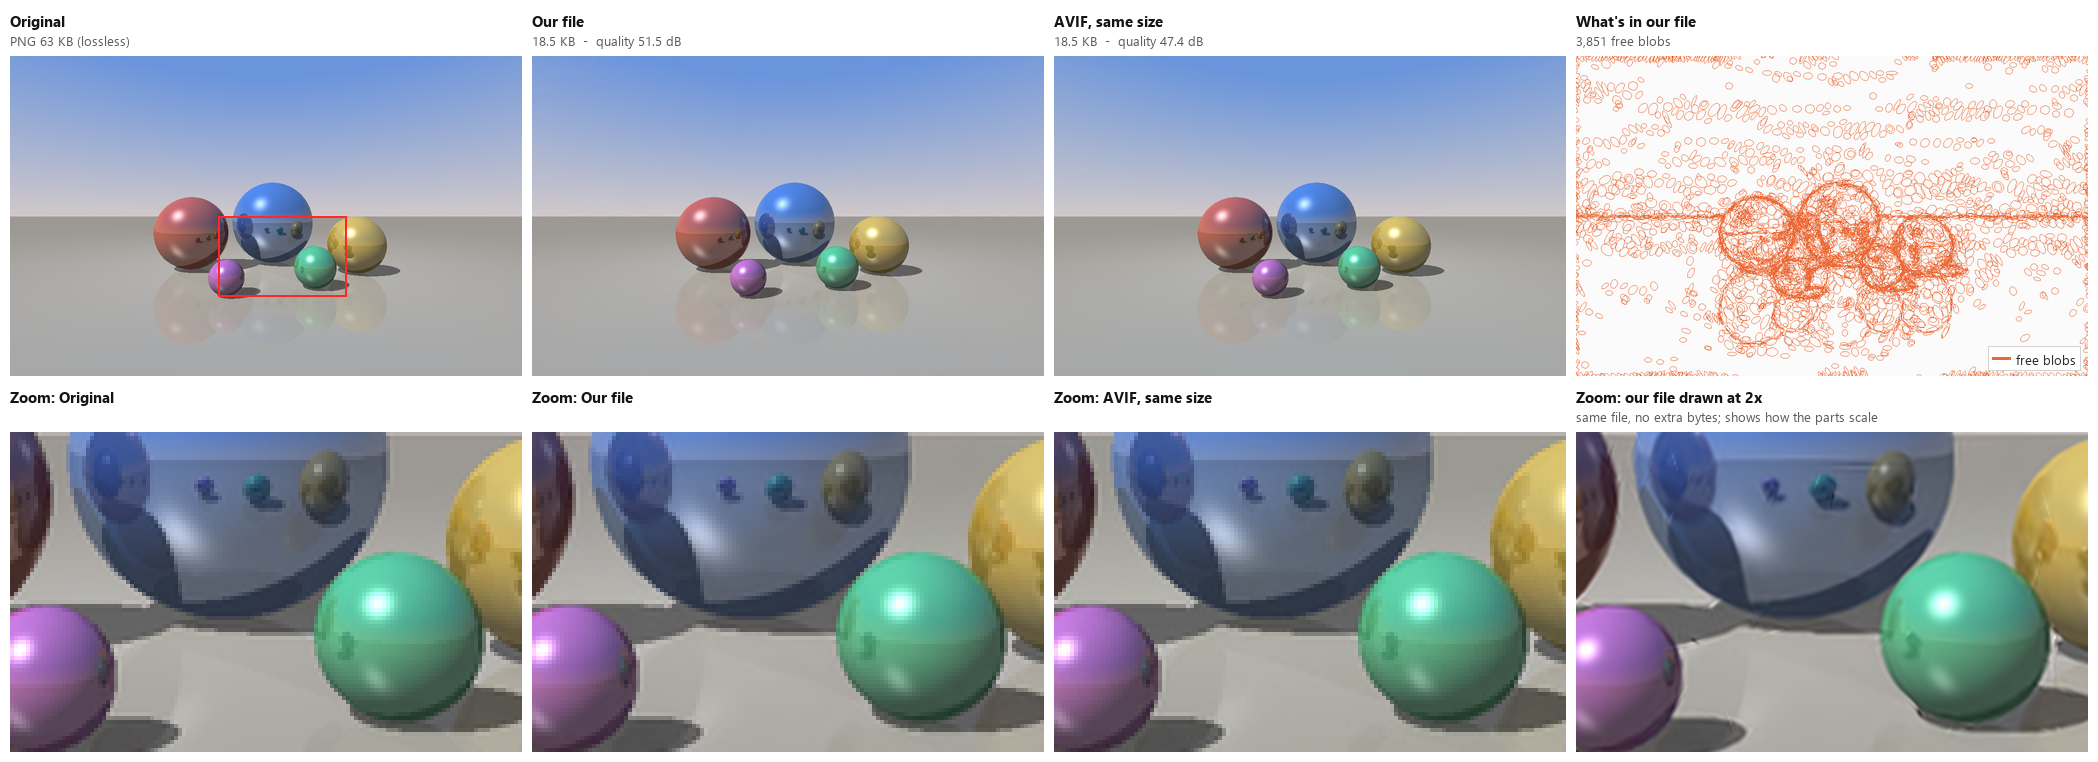 Original
PNG 63 KB (lossless)
Our file
18.5 KB - quality 51.5 dB
AVIF, same size
18.5 KB - quality 47.4 dB
What's in our file
3,851 free blobs
free blobs
Zoom: Original
Zoom: Our file
Zoom: AVIF, same size
Zoom: our file drawn at 2x
same file, no extra bytes; shows how the parts scale